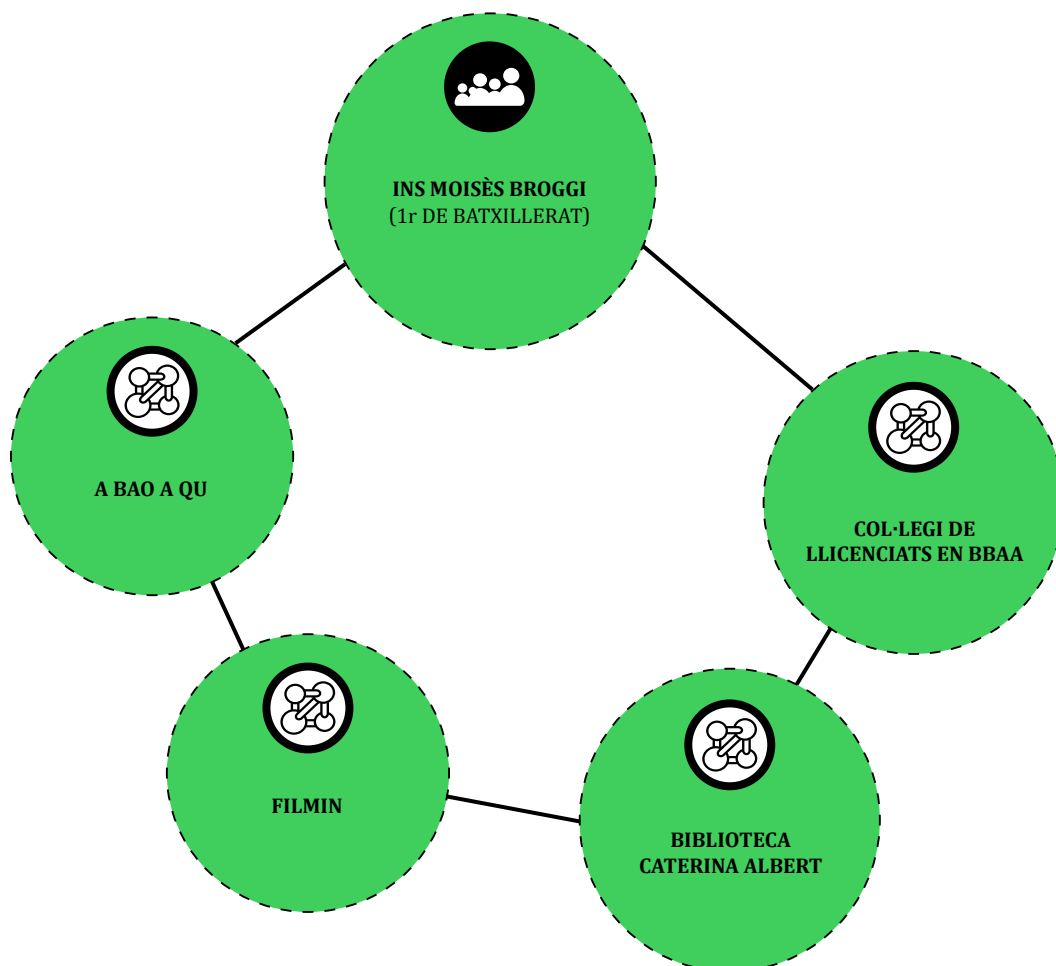 INS MOISÈS BROGGI
(1r DE BATXILLERAT)
A BAO A QU
COL·LEGI DE
LLICENCIATS EN BBAA
FILMIN
BIBLIOTECA
CATERINA ALBERT